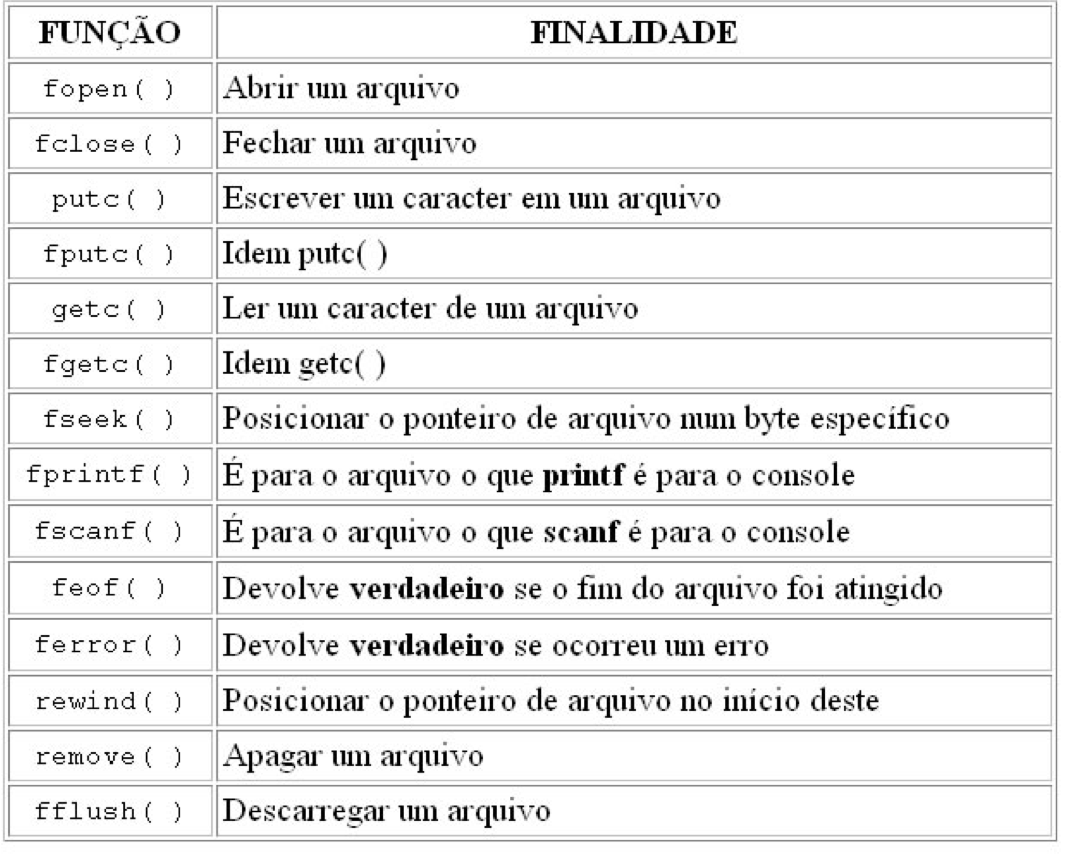 FUNÇÃO FINALIDADE
fopen( ) Abrir um arquivo
fclose( ) Fechar um arquivo
putc( ) Escrever um caracter em um arquivo
fputc( ) Idem putc( )
getc( ) Ler um caracter de um arquivo
fgetc( ) Idem getc( )
fseek( ) Posicionar o ponteiro de arquivo num byte específico
fprintf( ) É para o arquivo o que printf é para o console
fscanf( ) É para o arquivo o que scanf é para o console
feof( ) Devolve verdadeiro se o fim do arquivo foi atingido
ferror( ) Devolve verdadeiro se ocorreu um erro
rewind( ) Posicionar o ponteiro de arquivo no início deste
remove( ) Apagar um arquivo
fflush( ) Descarregar um arquivo